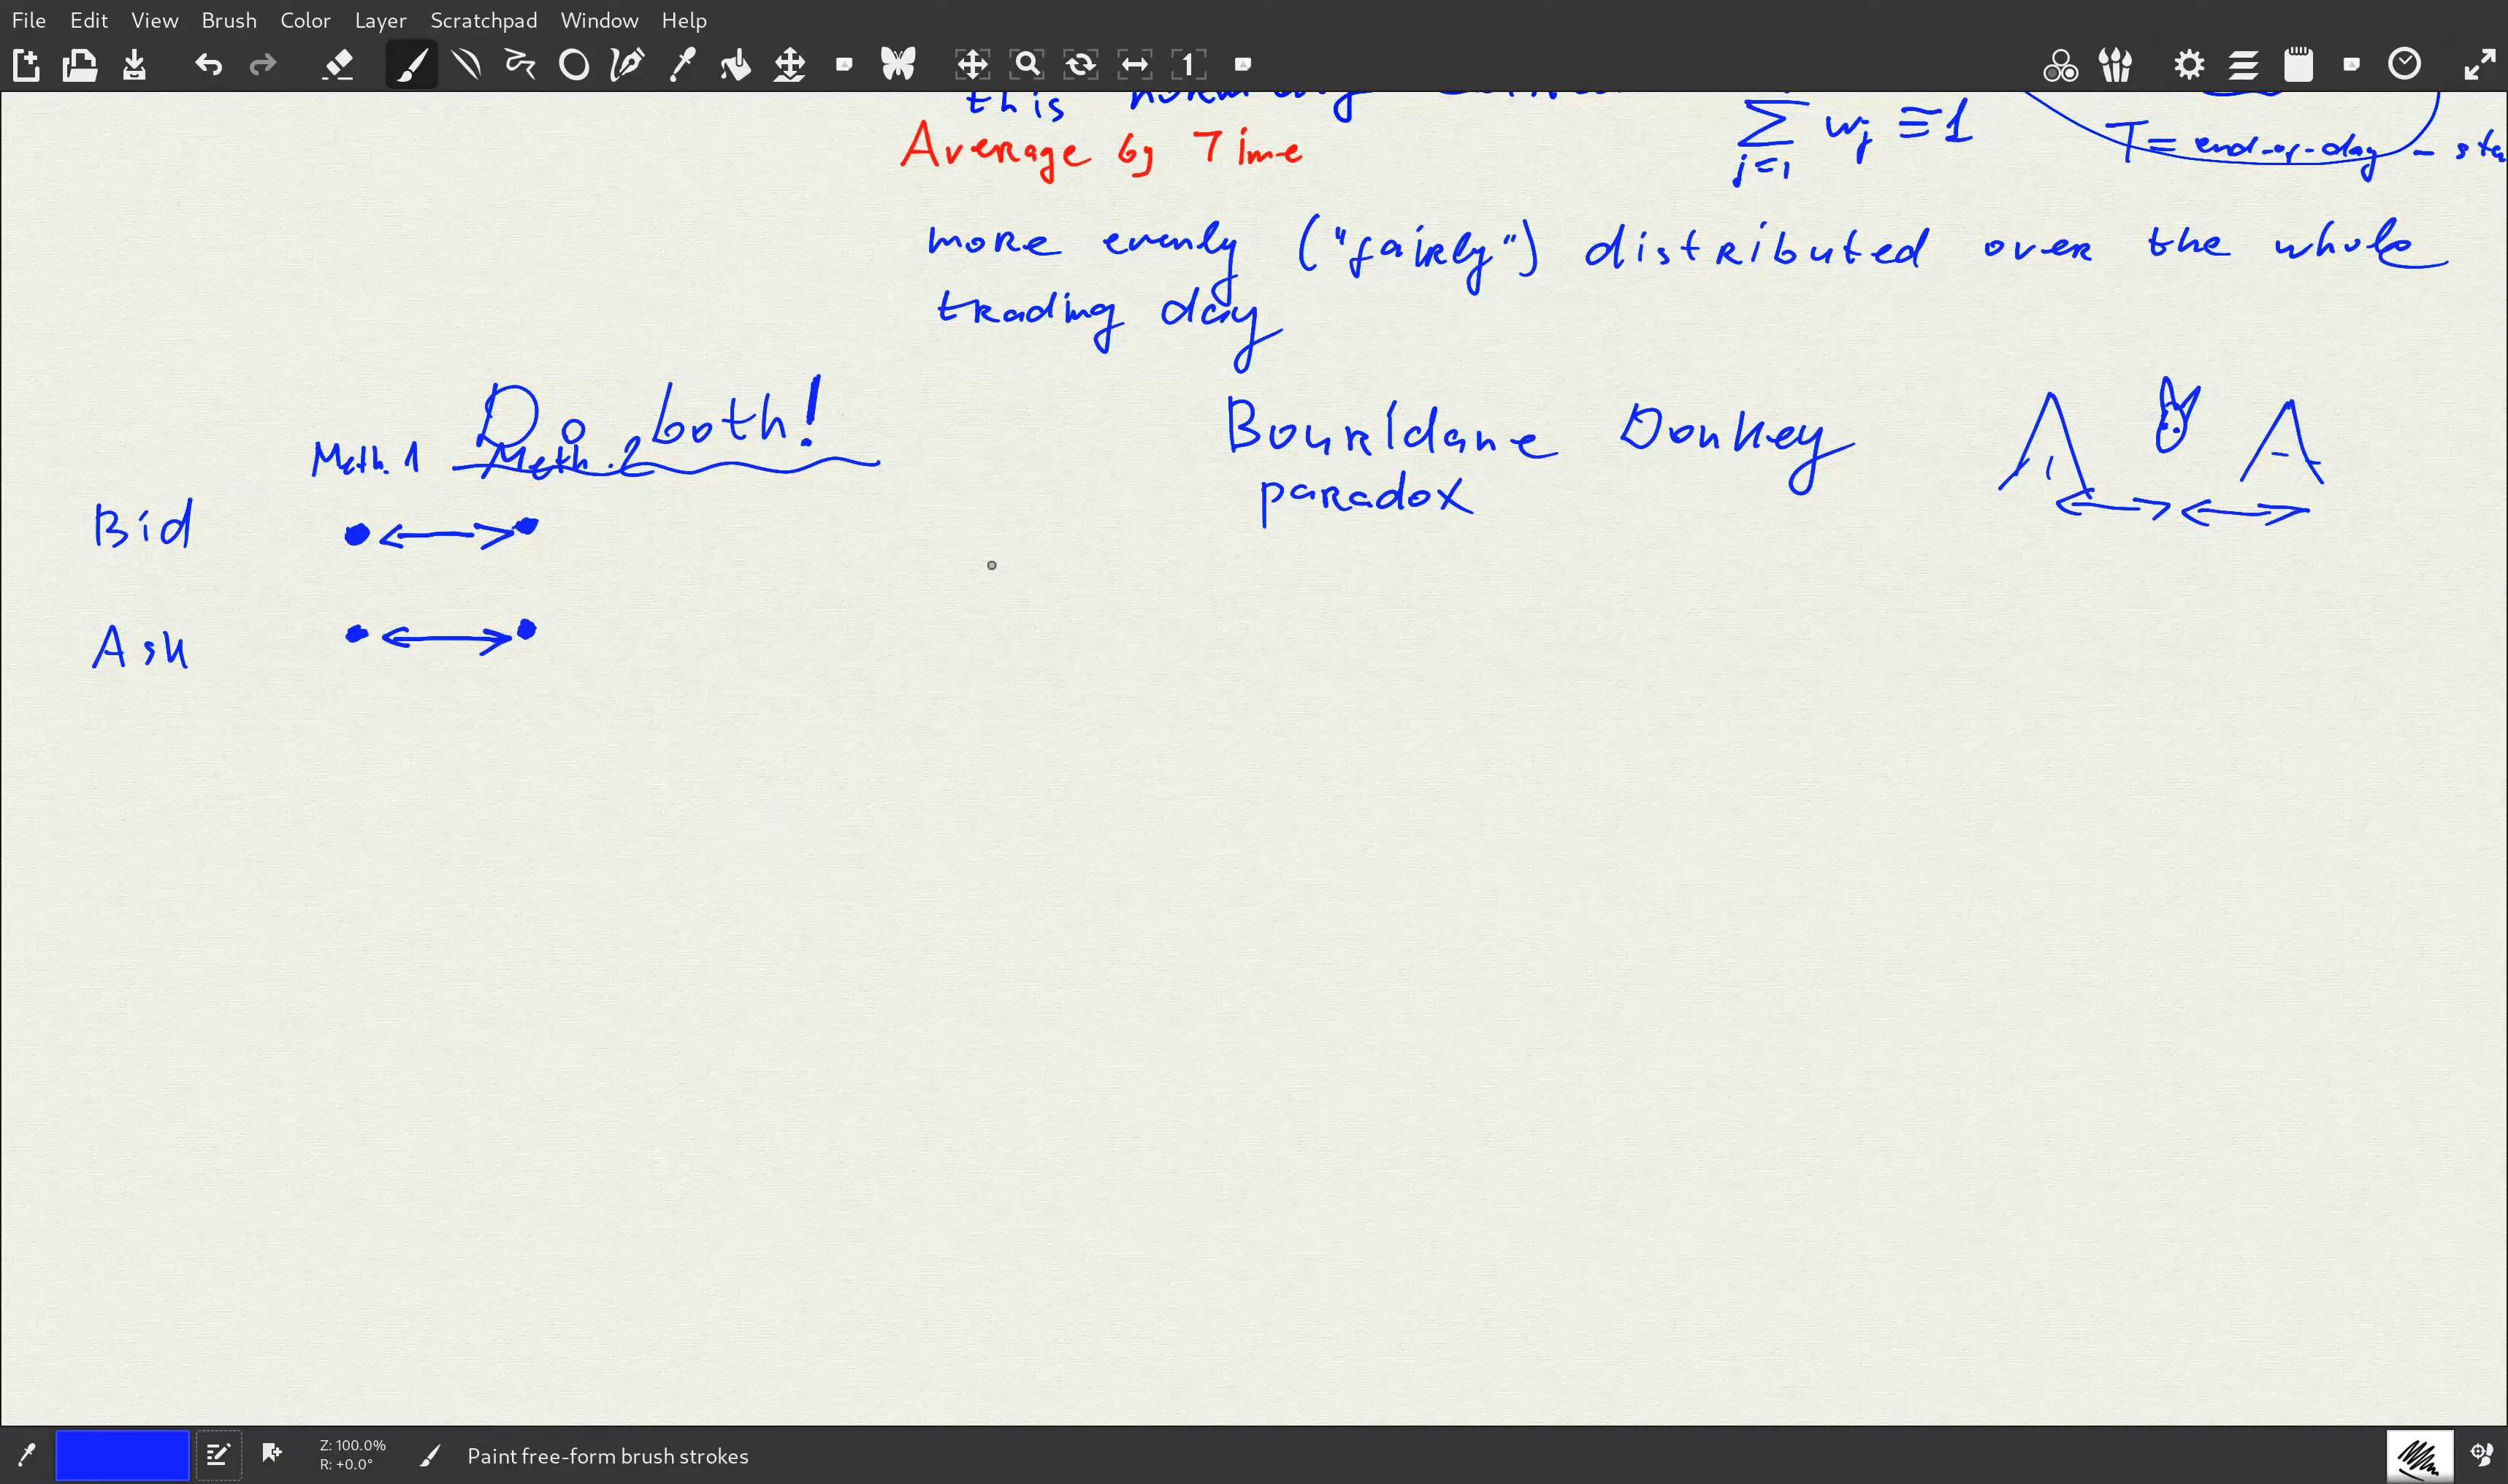 File Edit View Brush Color Layer Scratchpad Window Help
this
Average by Time
∑ wj ≡ 1
j=1
T = end-of-day - sta
more evenly ("fairly") distributed over the whole
trading day
Do both!
Meth. 1 Meth. 2
Bouridane Donkey
paradox
Bid
Ask
Z: 100.0%
R: +0.0°
Paint free-form brush strokes